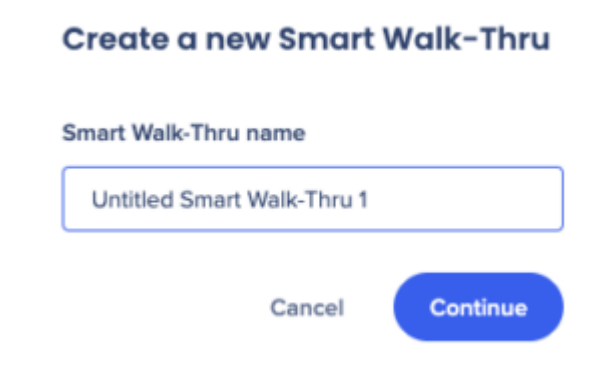 Create a new Smart Walk-Thru
Smart Walk-Thru name
Untitled Smart Walk-Thru 1
Cancel
Continue